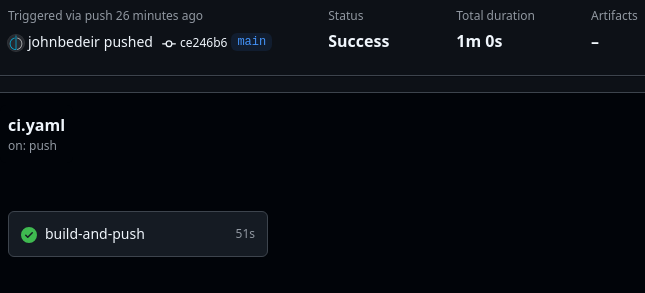 Triggered via push 26 minutes ago
Status
Total duration
Artifacts
johnbedeir pushed ce246b6 main
Success
1m 0s
–
ci.yaml
on: push
build-and-push 51s